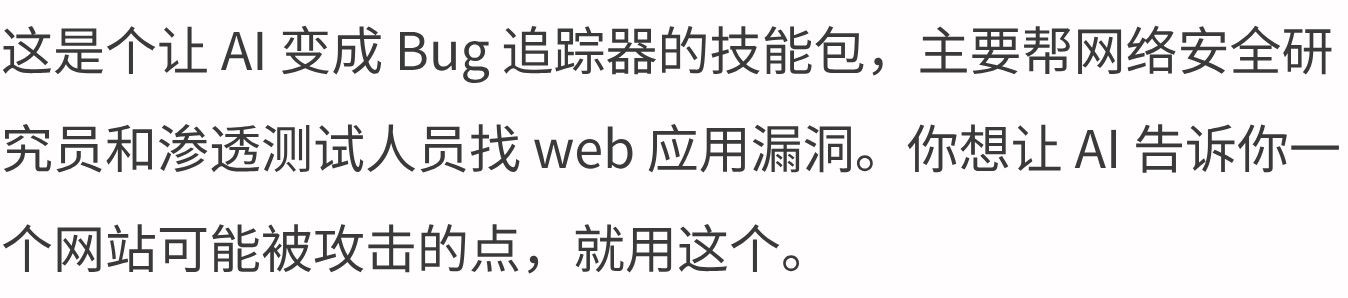 这是个让 AI 变成 Bug 追踪器的技能包，主要帮网络安全研
究员和渗透测试人员找 web 应用漏洞。你想让 AI 告诉你一
个网站可能被攻击的点，就用这个。